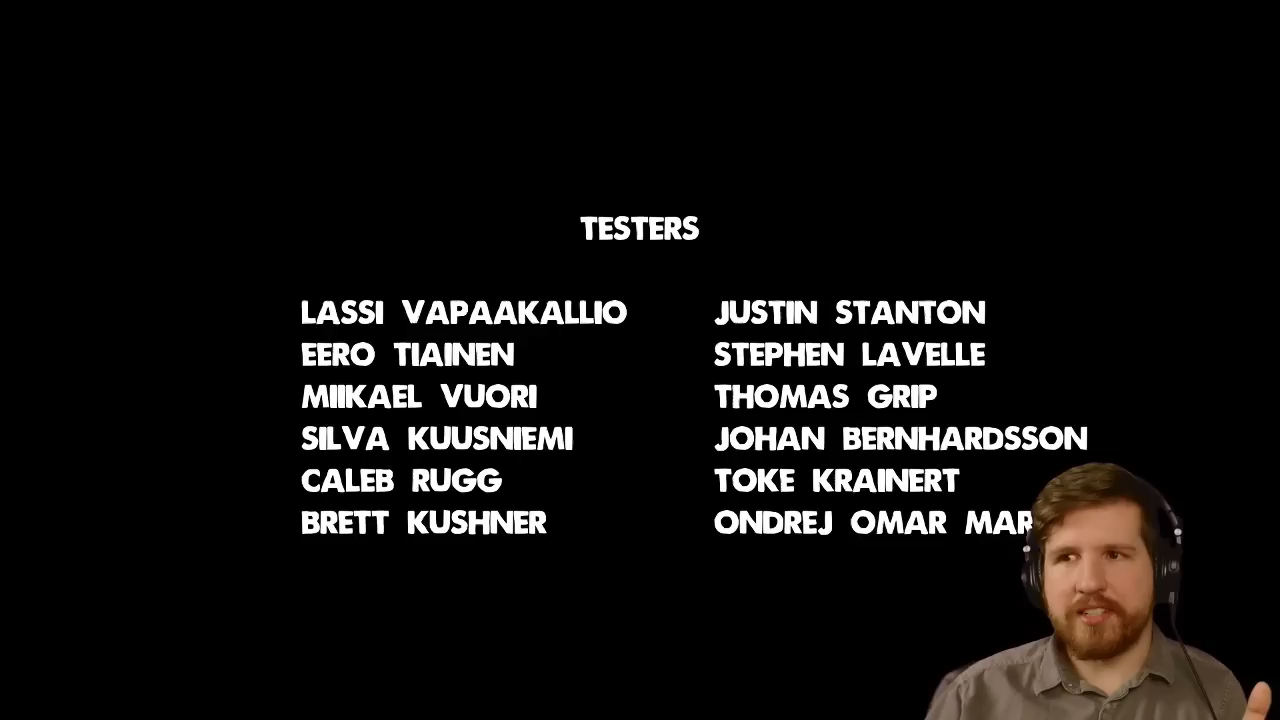 TESTERS
LASSI VAPAAKALLIO
EERO TIAINEN
MIIKAEL VUORI
SILVA KUUSNIEMI
CALEB RUGG
BRETT KUSHNER
JUSTIN STANTON
STEPHEN LAVELLE
THOMAS GRIP
JOHAN BERNHARDSSON
TOKE KRAINERT
ONDREJ OMAR